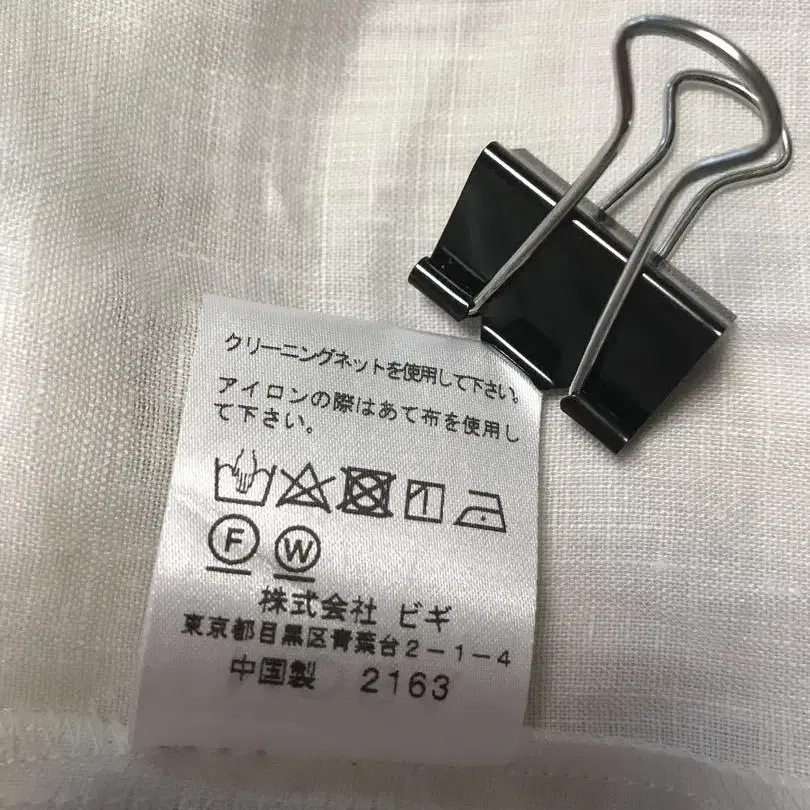 クリーニングネットを使用して下さい。
アイロンの際はあて布を使用し
て下さい。
F W
株式会社 ビギ
東京都目黒区青葉台2-1-4
中国製 2163